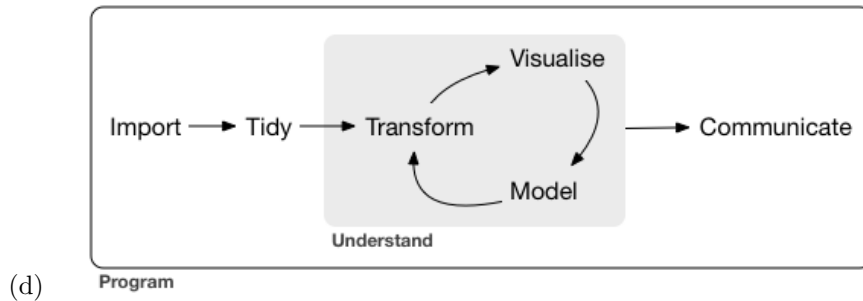 Visualise
Import Tidy Transform Communicate
Model
Understand
(d) Program